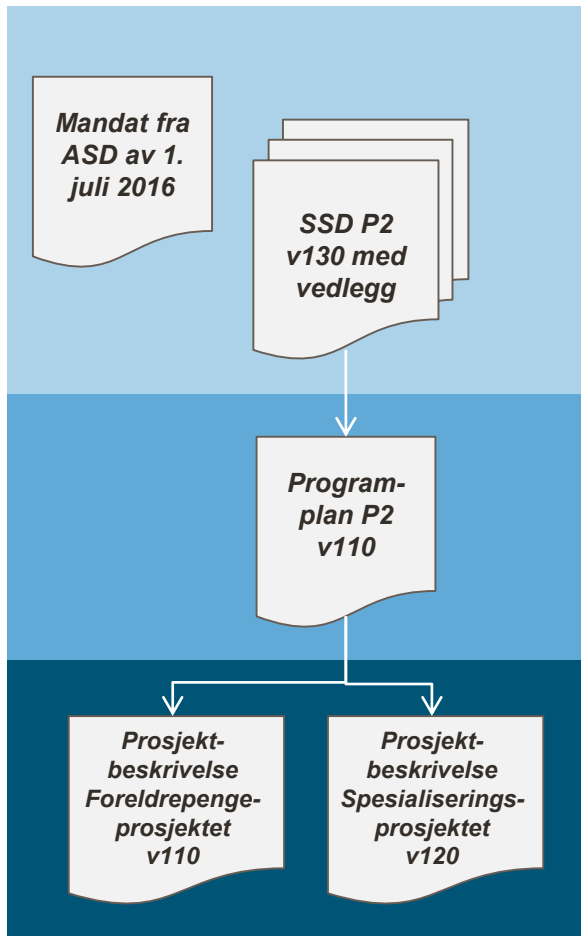 Mandat fra
ASD av 1.
juli 2016
SSD P2
v130 med
vedlegg
Program-
plan P2
v110
Prosjekt-
beskrivelse
Foreldrepenge-
prosjektet
v110
Prosjekt-
beskrivelse
Spesialiserings-
prosjektet
v120